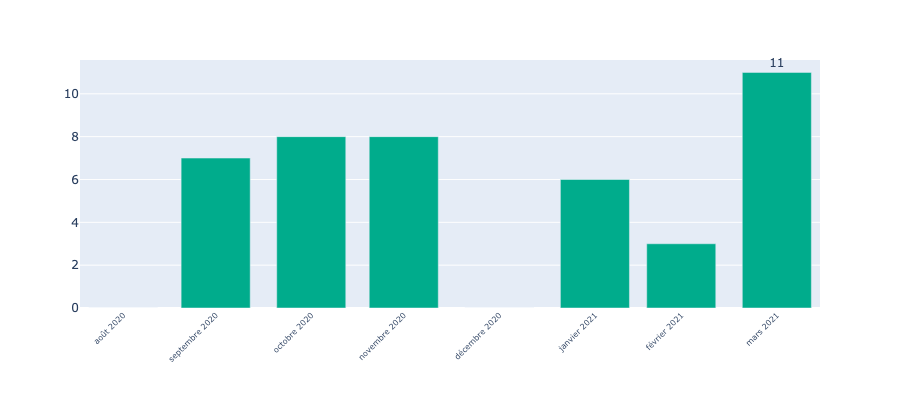 11
10
8
6
4
2
0
août 2020
septembre 2020
octobre 2020
novembre 2020
décembre 2020
janvier 2021
février 2021
mars 2021